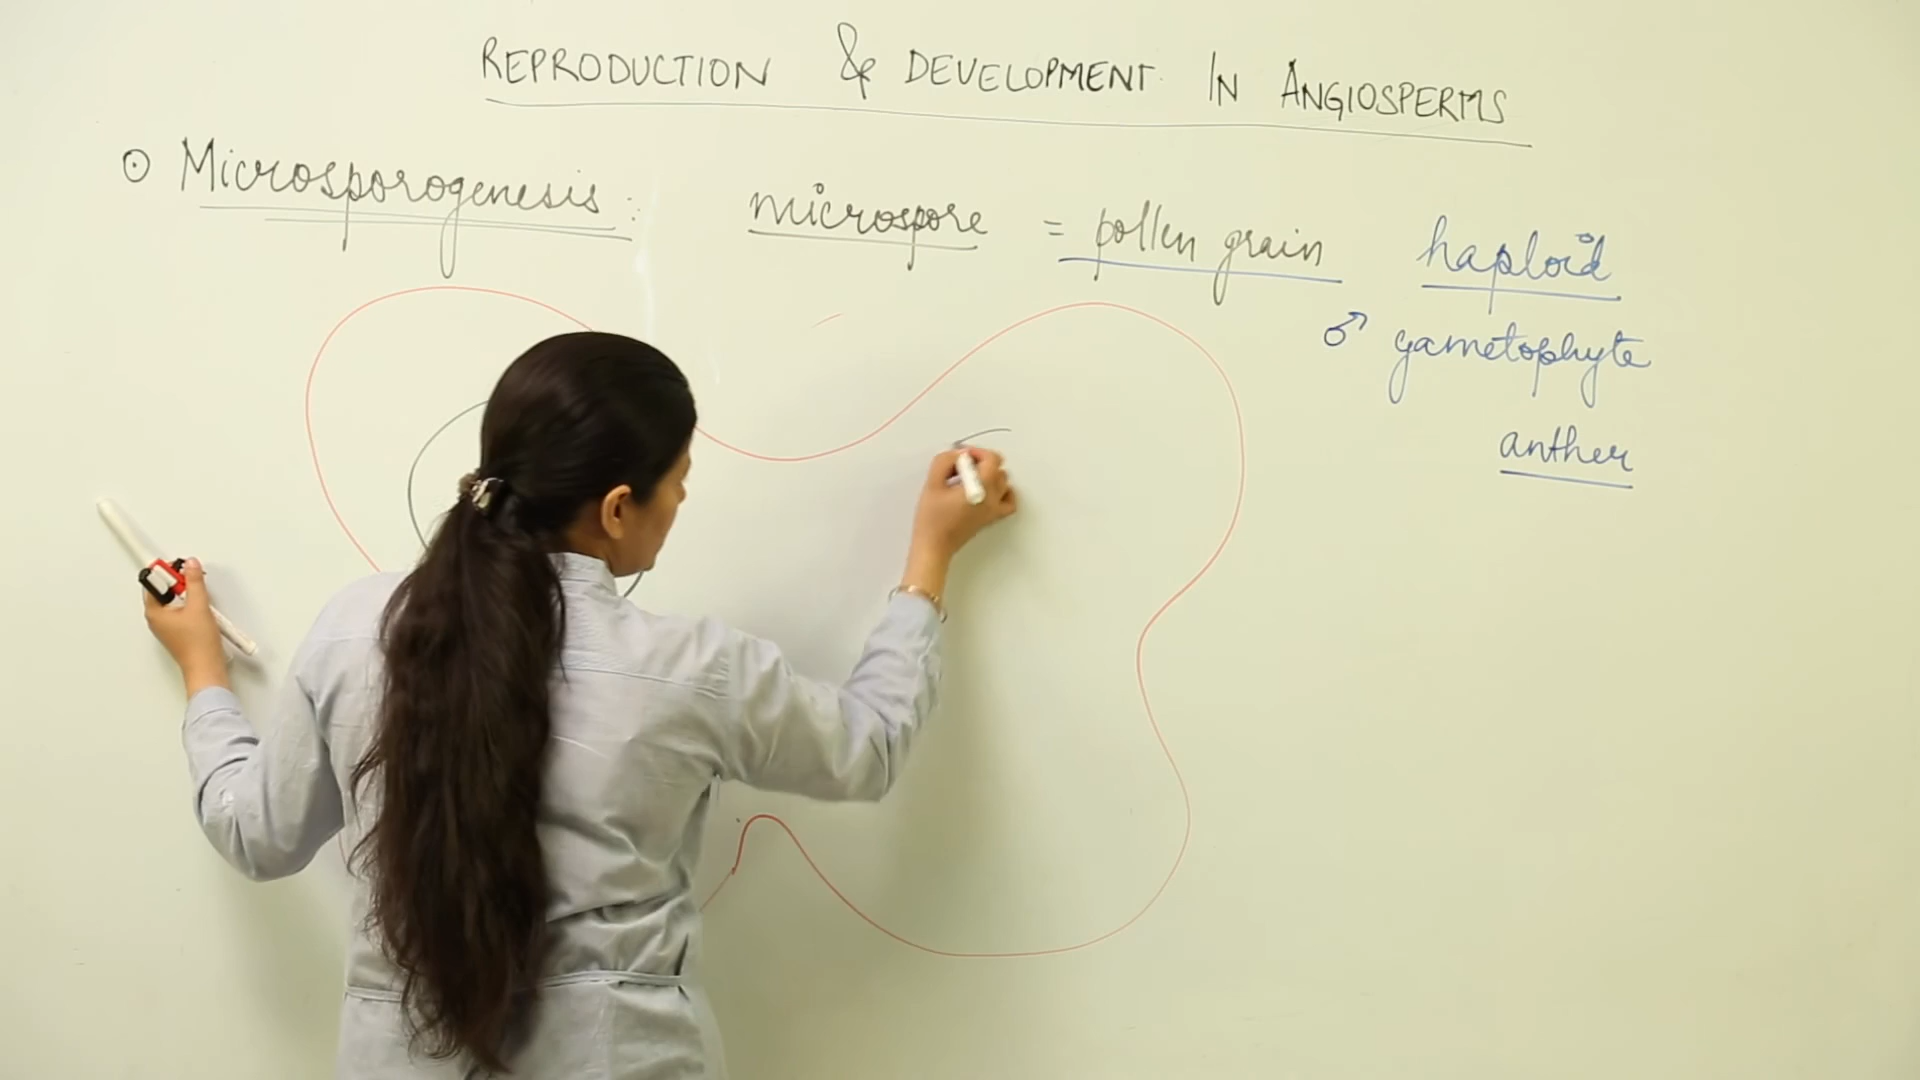 REPRODUCTION & DEVELOPMENT IN ANGIOSPERMS
⊙ Microsporogenesis:
microspore = pollen grain haploid
♂ gametophyte
anther